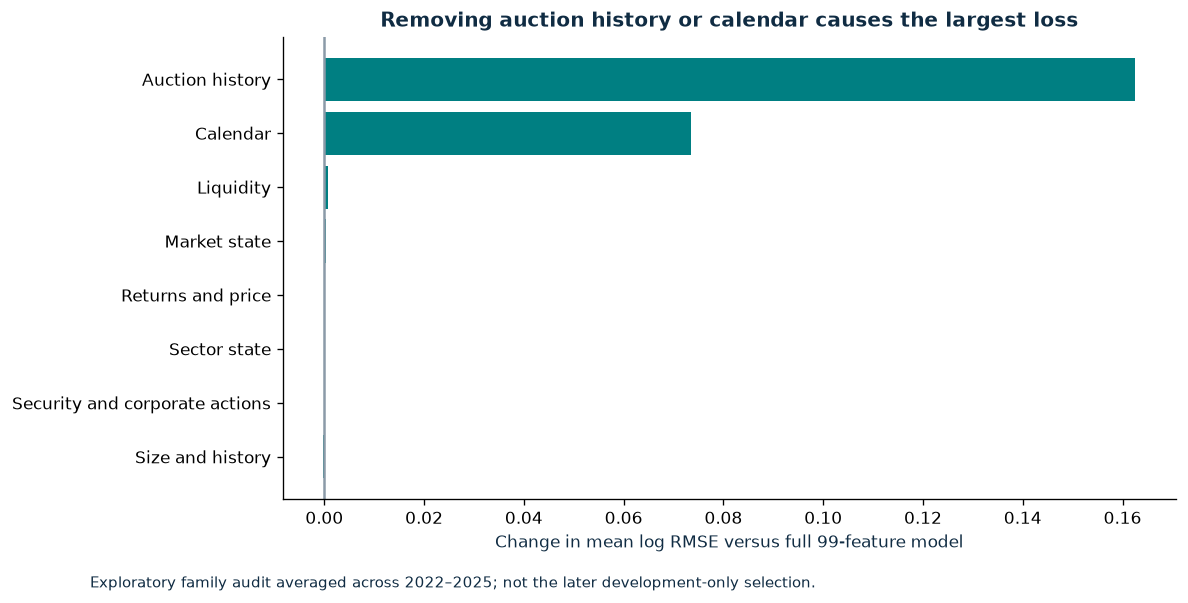 Removing auction history or calendar causes the largest loss
Auction history
Calendar
Liquidity
Market state
Returns and price
Sector state
Security and corporate actions
Size and history
0.00 0.02 0.04 0.06 0.08 0.10 0.12 0.14 0.16
Change in mean log RMSE versus full 99-feature model
Exploratory family audit averaged across 2022–2025; not the later development-only selection.